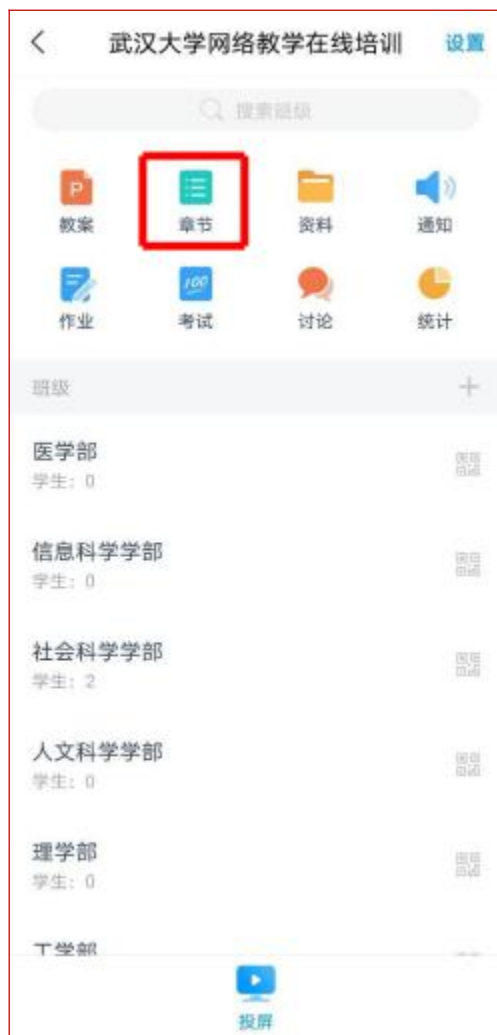 武汉大学网络教学在线培训 设置
搜索班级
P
教案 章节 资料 通知
100
作业 考试 讨论 统计
班级
医学部
学生: 0
信息科学学部
学生: 0
社会科学学部
学生: 2
人文科学学部
学生: 0
理学部
学生: 0
工学部
投屏